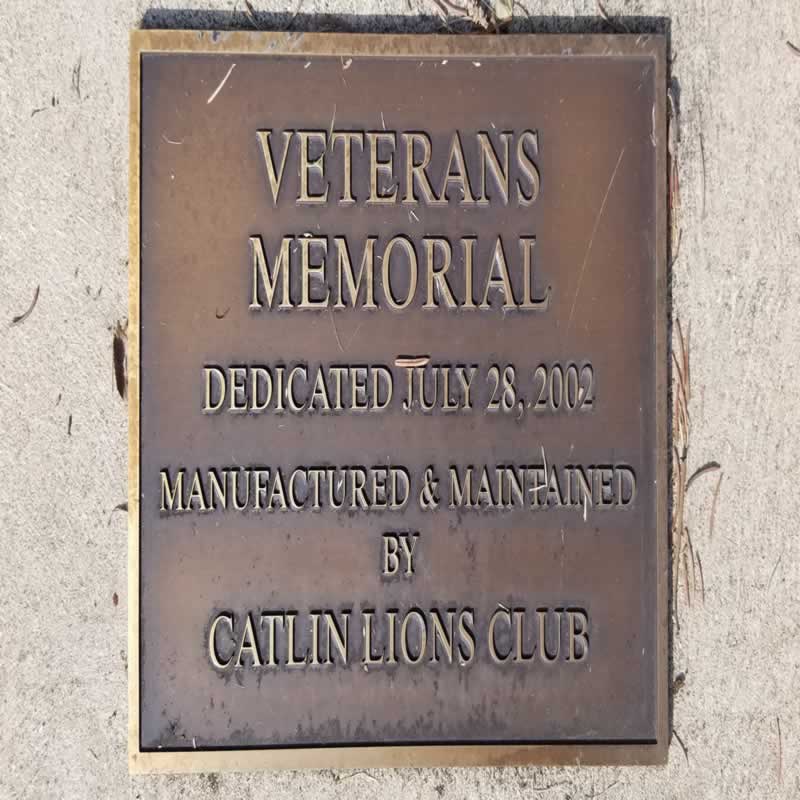 VETERANS
MEMORIAL
DEDICATED JULY 28, 2002
MANUFACTURED & MAINTAINED
BY
CATLIN LIONS CLUB